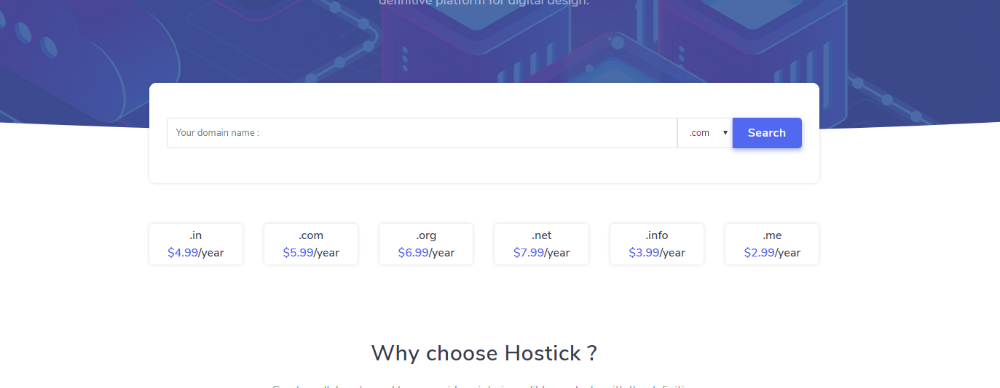 definitive platform for digital design.
Your domain name :
.com ▾
Search
.in
$4.99/year
.com
$5.99/year
.org
$6.99/year
.net
$7.99/year
.info
$3.99/year
.me
$2.99/year
Why choose Hostick ?